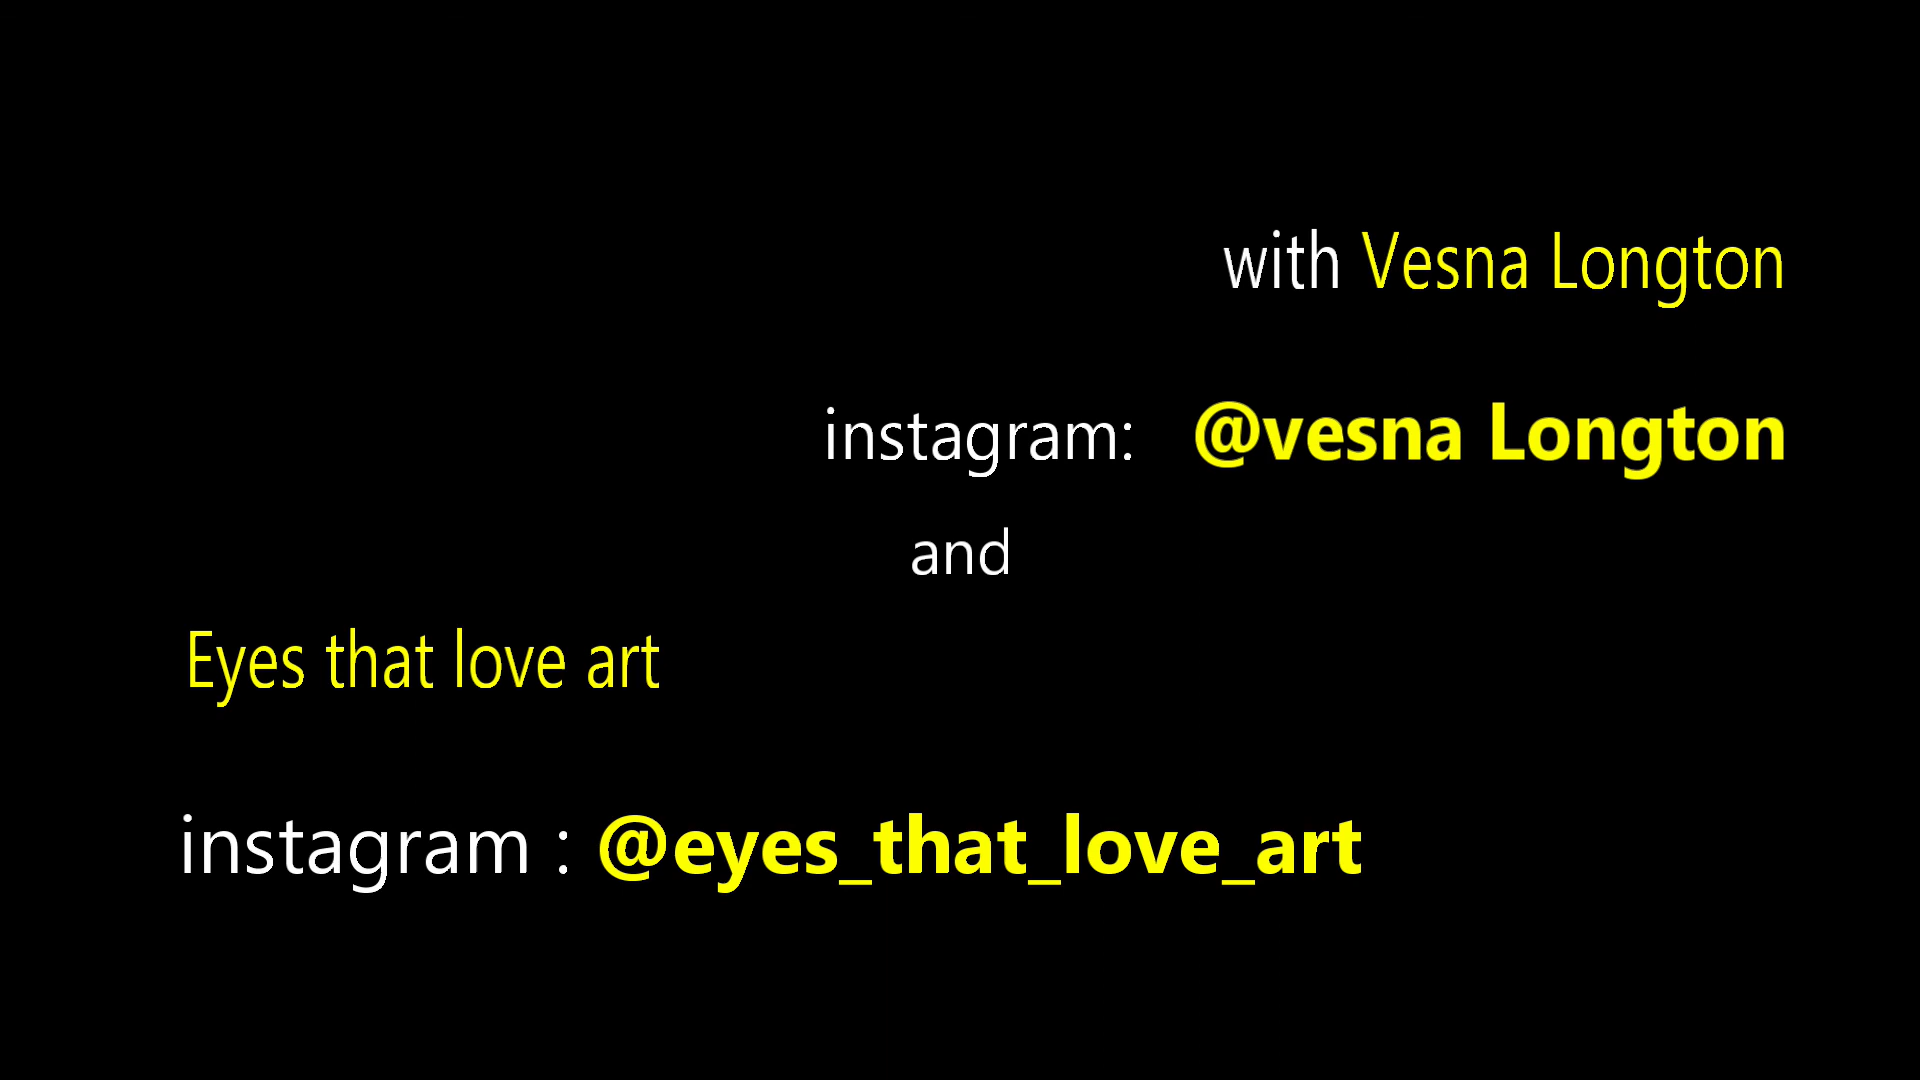 with Vesna Longton
instagram: @vesna Longton
and
Eyes that love art
instagram : @eyes_that_love_art